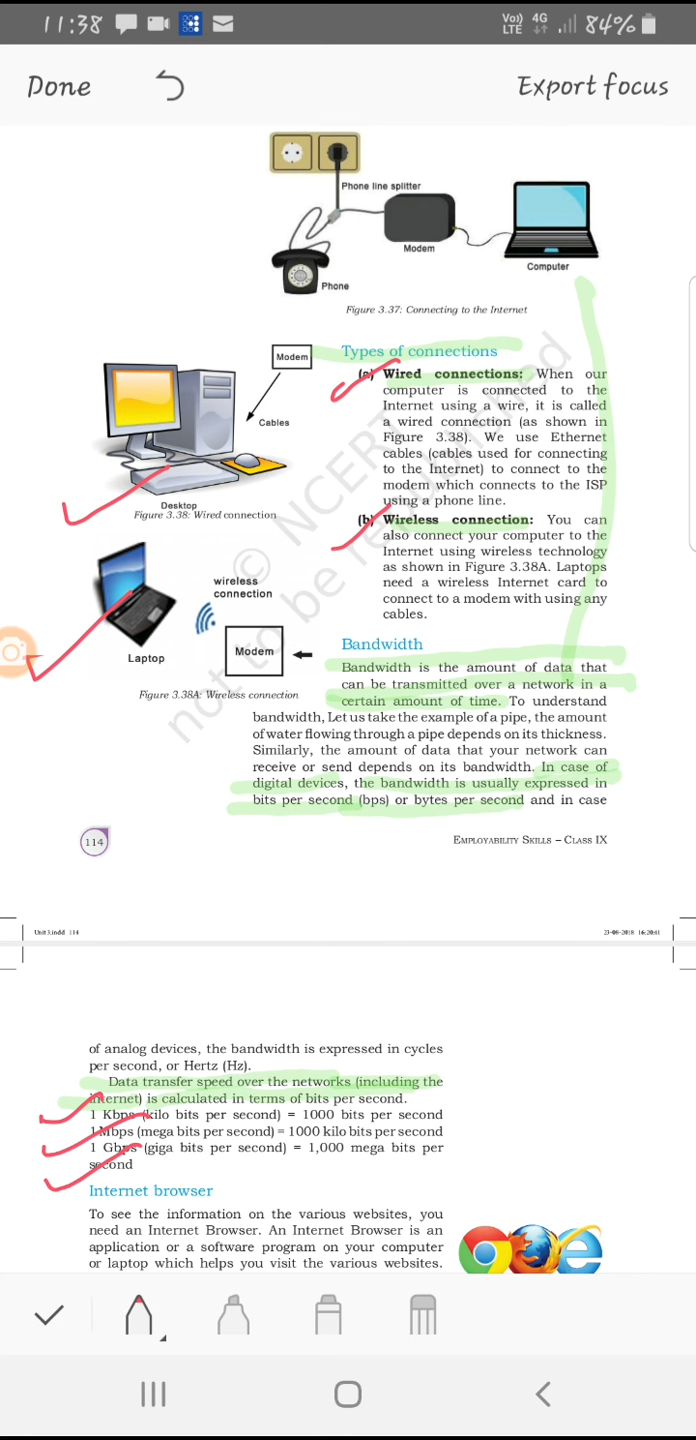 11:38
Vo)) 4G
LTE
84%
Done
Export focus
Phone line splitter
Modem
Computer
Phone
Figure 3.37: Connecting to the Internet
Modem
Cables
Desktop
Figure 3.38: Wired connection
wireless
connection
Modem
Laptop
Figure 3.38A: Wireless connection
Types of connections
(a) Wired connections: When our
computer is connected to the
Internet using a wire, it is called
a wired connection (as shown in
Figure 3.38). We use Ethernet
cables (cables used for connecting
to the Internet) to connect to the
modem which connects to the ISP
using a phone line.
(b) Wireless connection: You can
also connect your computer to the
Internet using wireless technology
as shown in Figure 3.38A. Laptops
need a wireless Internet card to
connect to a modem with using any
cables.
Bandwidth
Bandwidth is the amount of data that
can be transmitted over a network in a
certain amount of time. To understand
bandwidth, Let us take the example of a pipe, the amount
of water flowing through a pipe depends on its thickness.
Similarly, the amount of data that your network can
receive or send depends on its bandwidth. In case of
digital devices, the bandwidth is usually expressed in
bits per second (bps) or bytes per second and in case
© NCERT
not to be republished
114
Employability Skills – Class IX
Unit 3.indd 114
23-08-2018 16:20:41
of analog devices, the bandwidth is expressed in cycles
per second, or Hertz (Hz).
Data transfer speed over the networks (including the
internet) is calculated in terms of bits per second.
1 Kbps (kilo bits per second) = 1000 bits per second
1 Mbps (mega bits per second) = 1000 kilo bits per second
1 Gbps (giga bits per second) = 1,000 mega bits per
second
Internet browser
To see the information on the various websites, you
need an Internet Browser. An Internet Browser is an
application or a software program on your computer
or laptop which helps you visit the various websites.